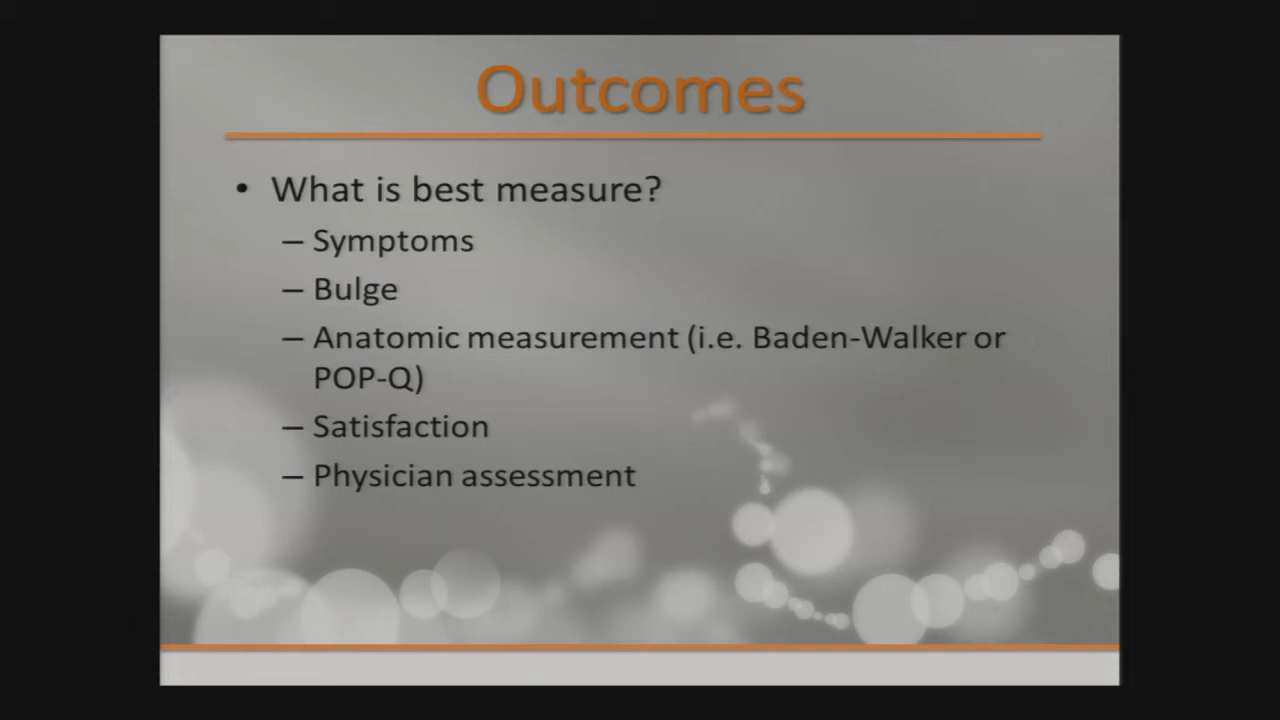 Outcomes
• What is best measure?
– Symptoms
– Bulge
– Anatomic measurement (i.e. Baden-Walker or
POP-Q)
– Satisfaction
– Physician assessment